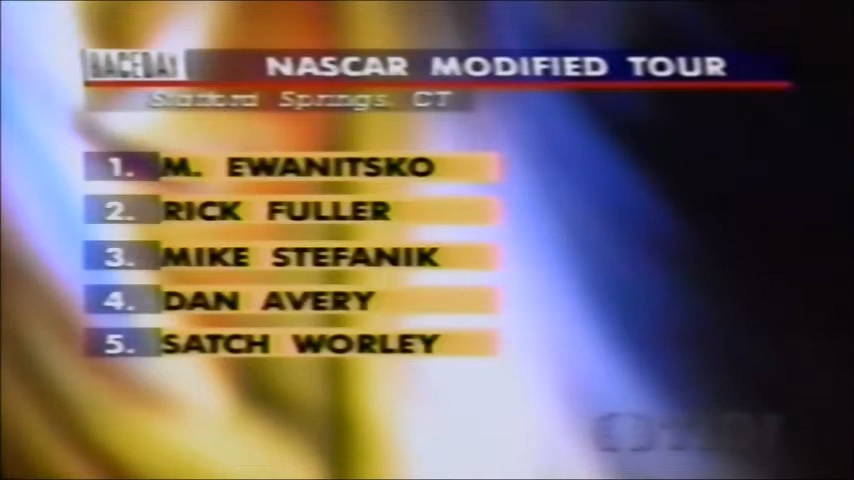 RACEDAY NASCAR MODIFIED TOUR
Stafford Springs, CT
1. M. EWANITSKO
2. RICK FULLER
3. MIKE STEFANIK
4. DAN AVERY
5. SATCH WORLEY